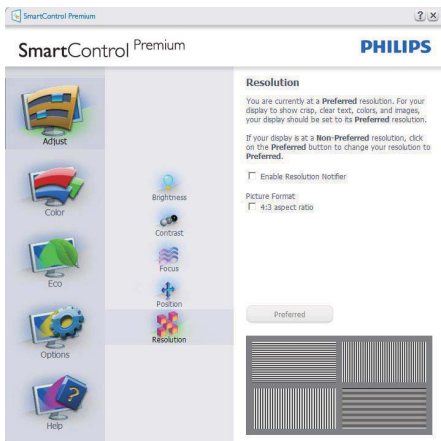 SmartControl Premium
? ×
SmartControl Premium
PHILIPS
Adjust
Color
Eco
Options
Help
Brightness
Contrast
Focus
Position
Resolution
Resolution
You are currently at a Preferred resolution. For your
display to show crisp, clear text, colors, and images,
your display should be set to its Preferred resolution.
If your display is at a Non-Preferred resolution, click
on the Preferred button to change your resolution to
Preferred.
Enable Resolution Notifier
Picture Format
4:3 aspect ratio
Preferred